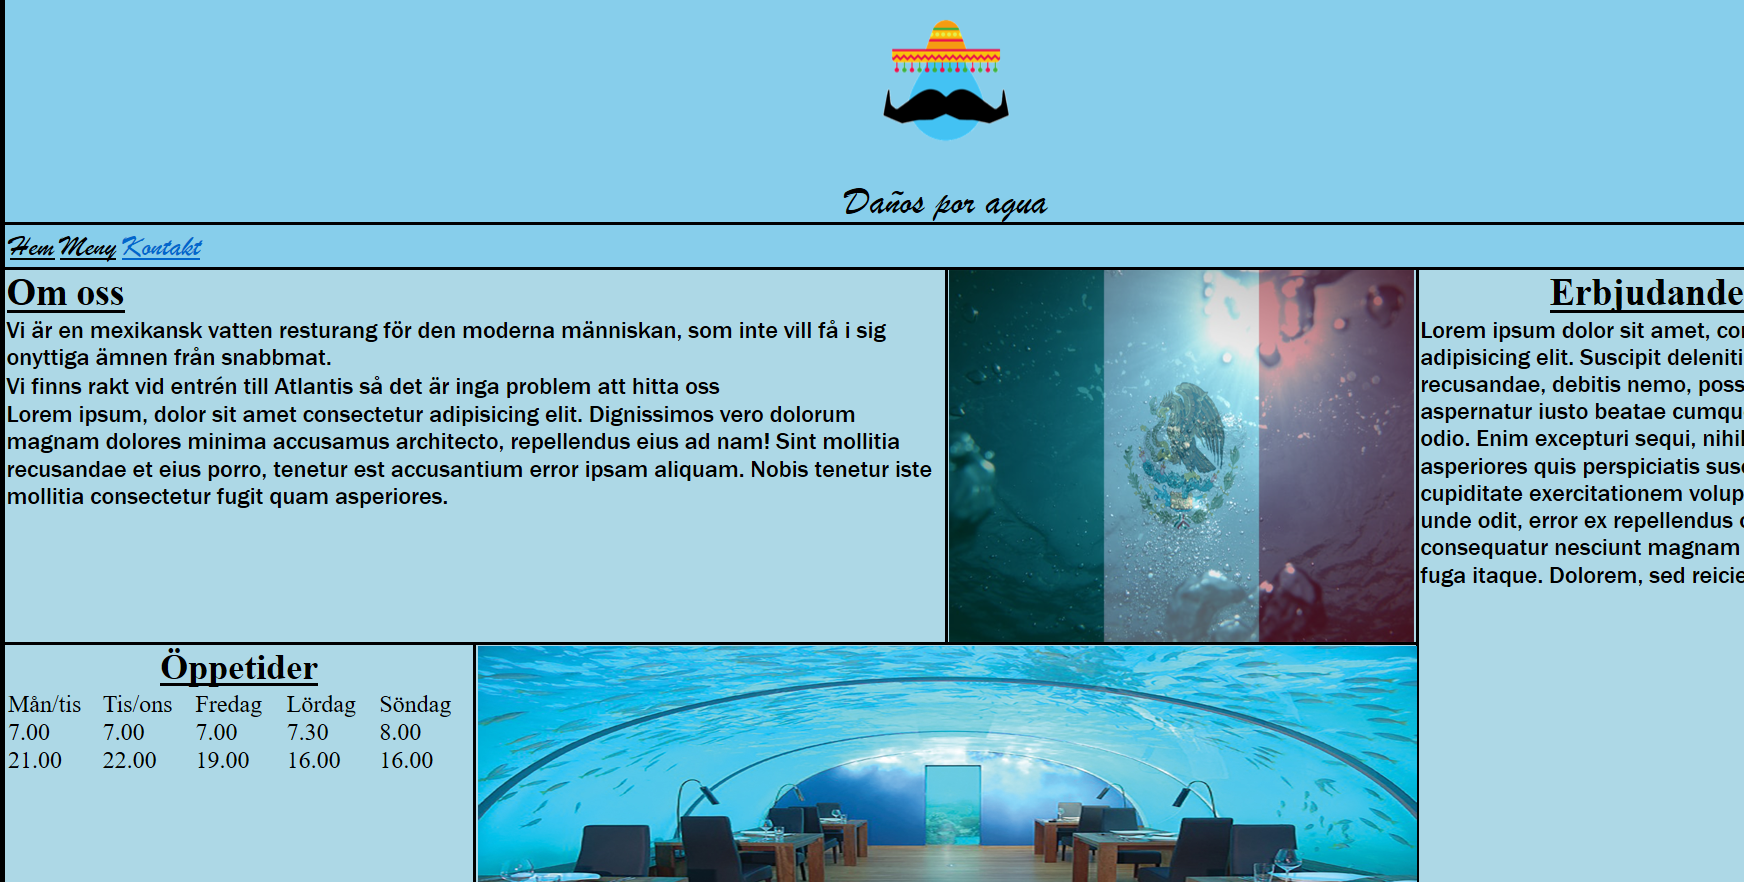 Daños por agua
Hem Meny Kontakt
Om oss
Vi är en mexikansk vatten resturang för den moderna människan, som inte vill få i sig
onyttiga ämnen från snabbmat.
Vi finns rakt vid entrén till Atlantis så det är inga problem att hitta oss
Lorem ipsum, dolor sit amet consectetur adipisicing elit. Dignissimos vero dolorum
magnam dolores minima accusamus architecto, repellendus eius ad nam! Sint mollitia
recusandae et eius porro, tenetur est accusantium error ipsam aliquam. Nobis tenetur iste
mollitia consectetur fugit quam asperiores.
Erbjudande
Lorem ipsum dolor sit amet,
adipisicing elit. Suscipit deleniti
recusandae, debitis nemo,
aspernatur iusto beatae
odio. Enim excepturi sequi,
asperiores quis perspiciatis
cupiditate exercitationem
unde odit, error ex repellendus
consequatur nesciunt magnam
fuga itaque. Dolorem, sed
Öppetider
Mån/tis Tis/ons Fredag Lördag Söndag
7.00 7.00 7.00 7.30 8.00
21.00 22.00 19.00 16.00 16.00